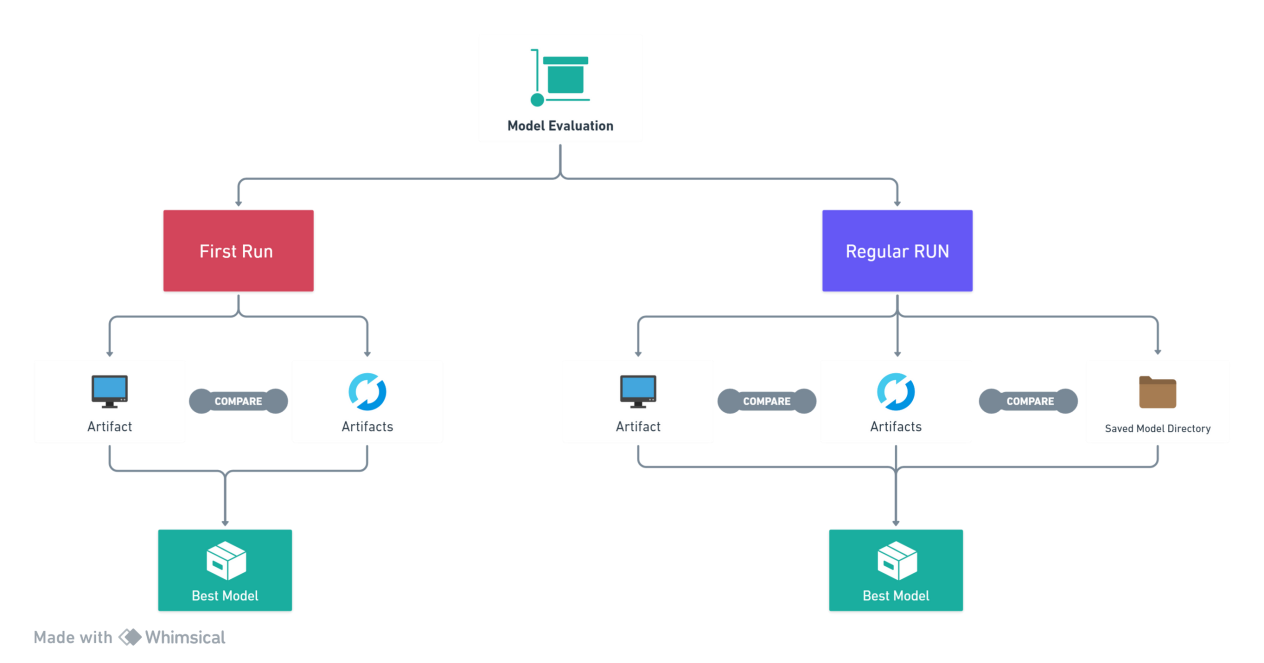 Model Evaluation
First Run
Regular RUN
Artifact
COMPARE
Artifacts
Artifact
COMPARE
Artifacts
COMPARE
Saved Model Directory
Best Model
Best Model
Made with Whimsical